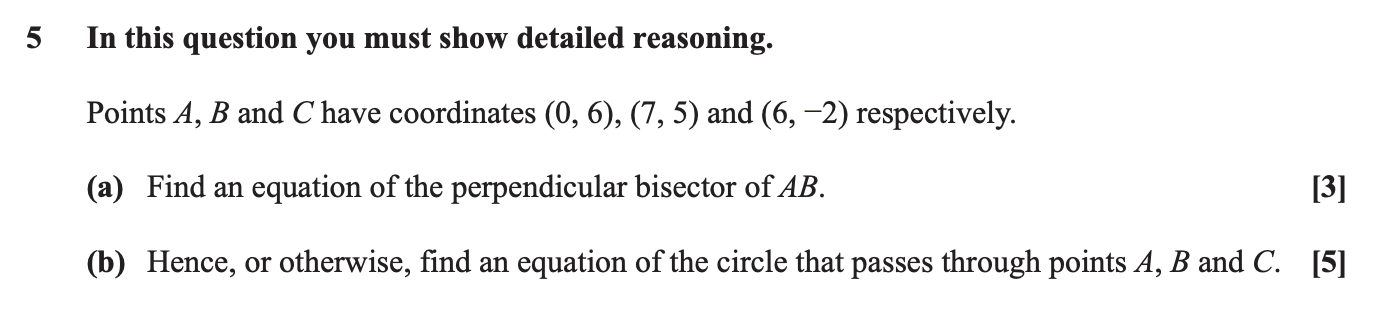 5 In this question you must show detailed reasoning.
Points A, B and C have coordinates (0, 6), (7, 5) and (6, −2) respectively.
(a) Find an equation of the perpendicular bisector of AB. [3]
(b) Hence, or otherwise, find an equation of the circle that passes through points A, B and C. [5]